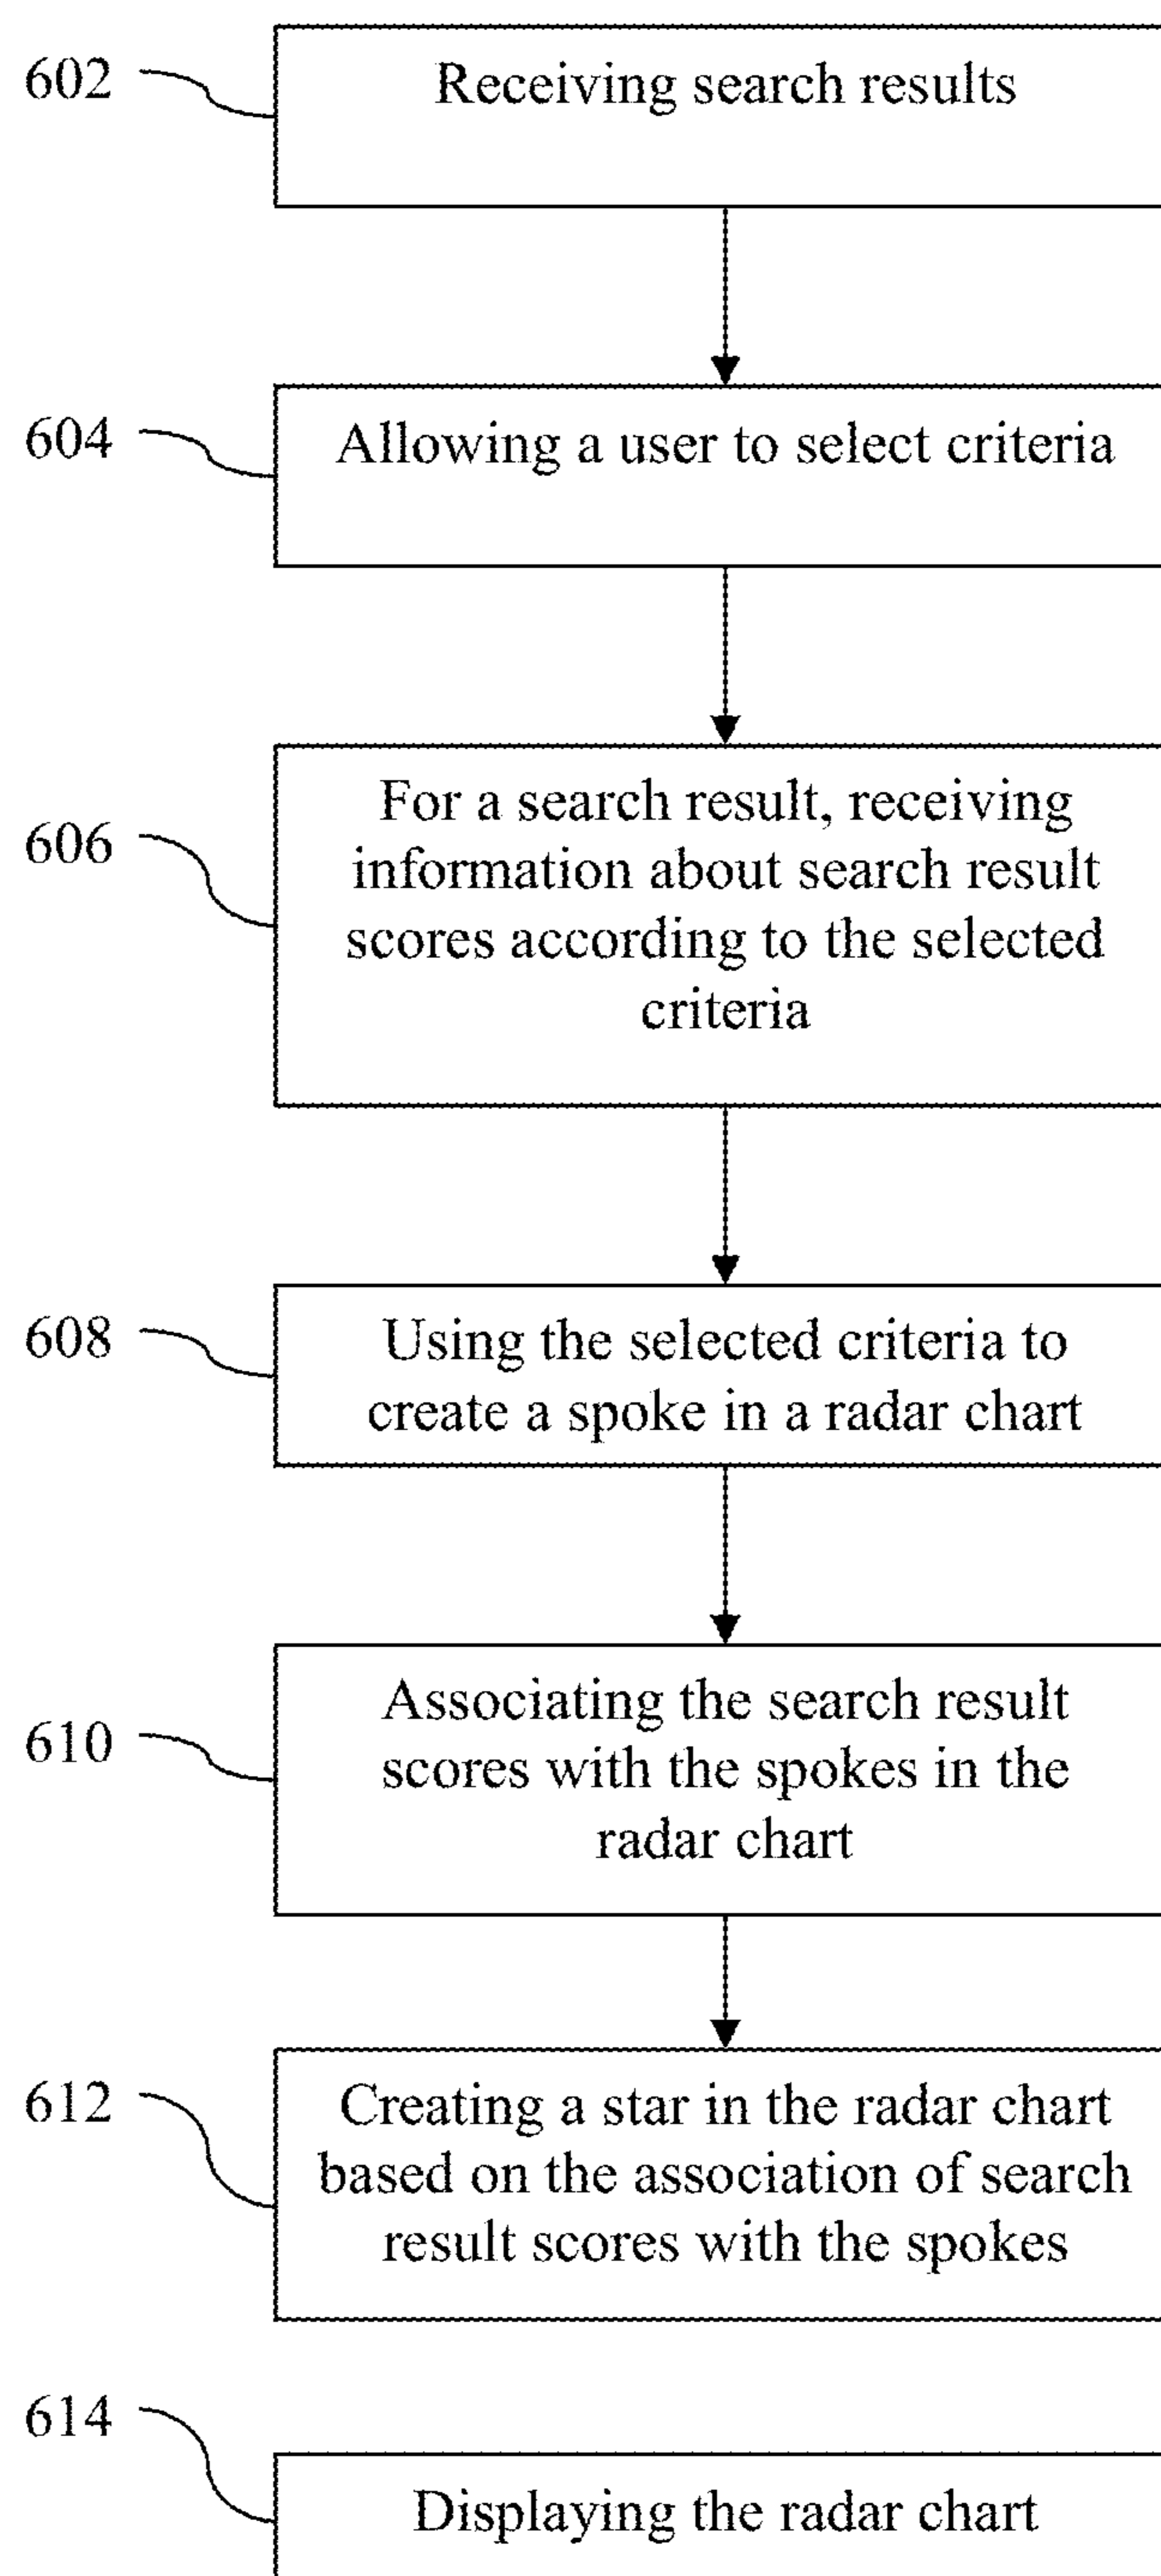 602
Receiving search results
604
Allowing a user to select criteria
606
For a search result, receiving
information about search result
scores according to the selected
criteria
608
Using the selected criteria to
create a spoke in a radar chart
610
Associating the search result
scores with the spokes in the
radar chart
612
Creating a star in the radar chart
based on the association of search
result scores with the spokes
614
Displaying the radar chart